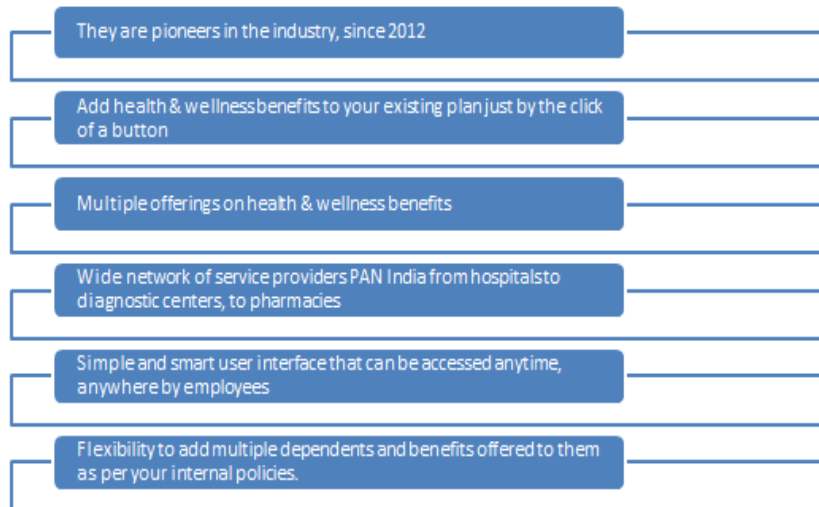 They are pioneers in the industry, since 2012
Add health & wellness benefits to your existing plan just by the click
of a button
Multiple offerings on health & wellness benefits
Wide network of service providers PAN India from hospitals to
diagnostic centers, to pharmacies
Simple and smart user interface that can be accessed anytime,
anywhere by employees
Flexibility to add multiple dependents and benefits offered to them
as per your internal policies.